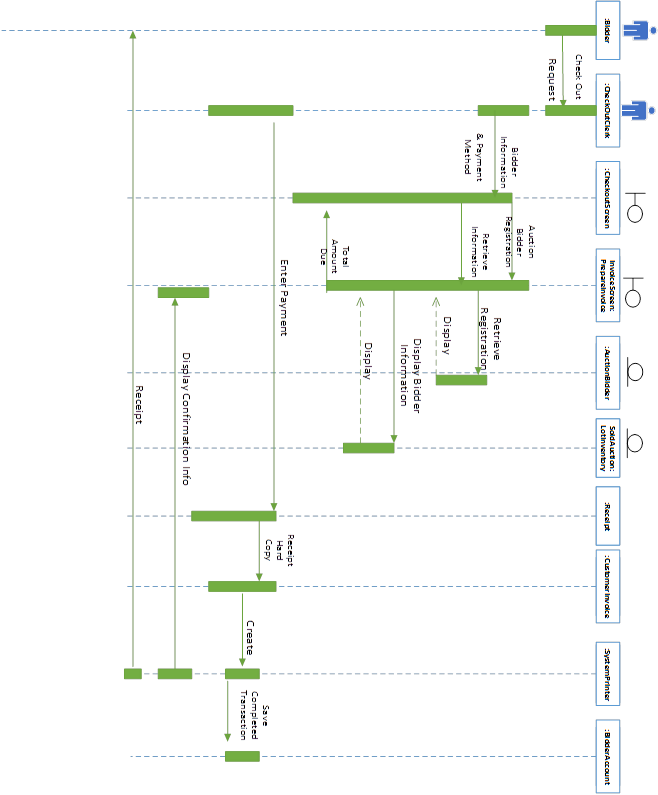 :Bidder
:CheckOutClerk
:CheckoutScreen
InvoiceScreen:
PrepareInvoice
:AuctionBidder
SoldAuction:
LotInventory
:Receipt
:CustomerInvoice
:SystemPrinter
:BidderAccount
Check Out
Request
Bidder
Information
& Payment
Method
Auction
Bidder
Registration
Retrieve
Information
Retrieve
Registration
Display
Display Bidder
Information
Display
Total
Amount
Due
Enter Payment
Receipt
Hard
Copy
Create
Save
Completed
Transaction
Display Confirmation Info
Receipt